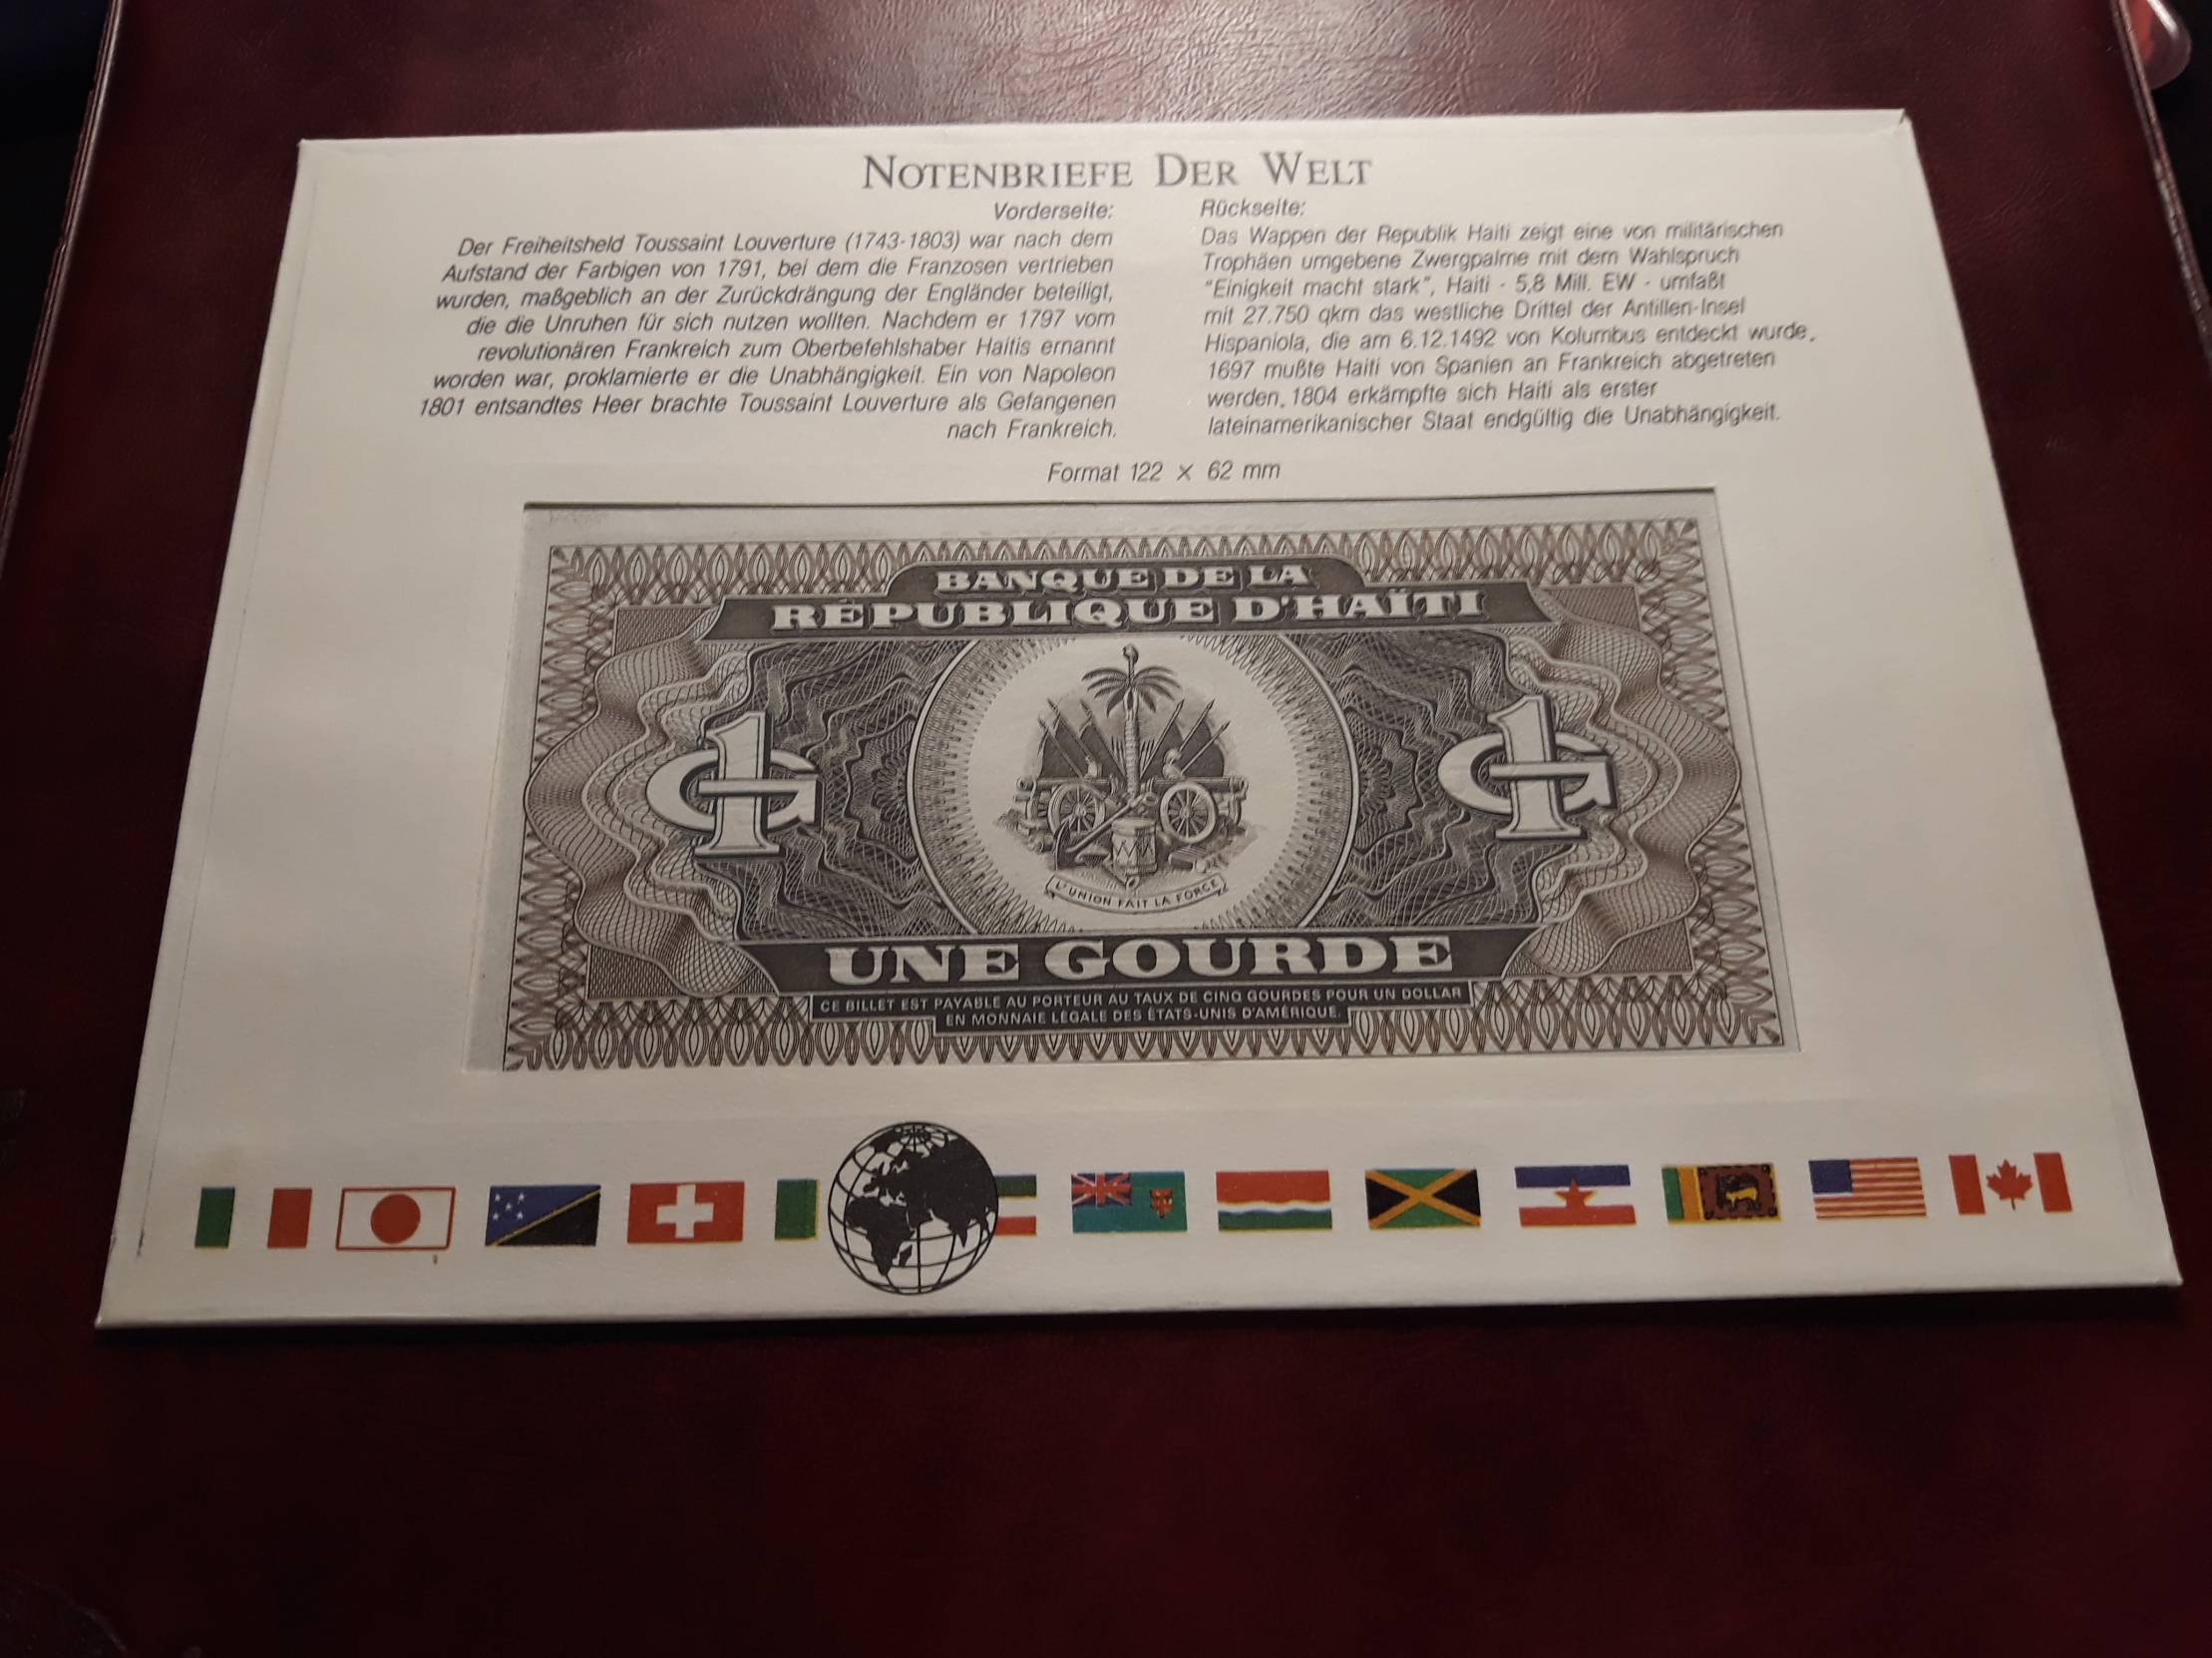 NOTENBRIEFE DER WELT
Vorderseite:
Der Freiheitsheld Toussaint Louverture (1743-1803) war nach dem
Aufstand der Farbigen von 1791, bei dem die Franzosen vertrieben
wurden, maßgeblich an der Zurückdrängung der Engländer beteiligt,
die die Unruhen für sich nutzen wollten. Nachdem er 1797 vom
revolutionären Frankreich zum Oberbefehlshaber Haitis ernannt
worden war, proklamierte er die Unabhängigkeit. Ein von Napoleon
1801 entsandtes Heer brachte Toussaint Louverture als Gefangenen
nach Frankreich.
Rückseite:
Das Wappen der Republik Haiti zeigt eine von militärischen
Trophäen umgebene Zwergpalme mit dem Wahlspruch
"Einigkeit macht stark", Haiti - 5,8 Mill. EW - umfaßt
mit 27.750 qkm das westliche Drittel der Antillen-Insel
Hispaniola, die am 6.12.1492 von Kolumbus entdeckt wurde.
1697 mußte Haiti von Spanien an Frankreich abgetreten
werden. 1804 erkämpfte sich Haiti als erster
lateinamerikanischer Staat endgültig die Unabhängigkeit.
Format 122 x 62 mm
BANQUE DE LA
RÉPUBLIQUE D'HAÏTI
1G
1G
L'UNION FAIT LA FORCE
UNE GOURDE
CE BILLET EST PAYABLE AU PORTEUR AU TAUX DE CINQ GOURDES POUR UN DOLLAR
EN MONNAIE LÉGALE DES ÉTATS-UNIS D'AMÉRIQUE.